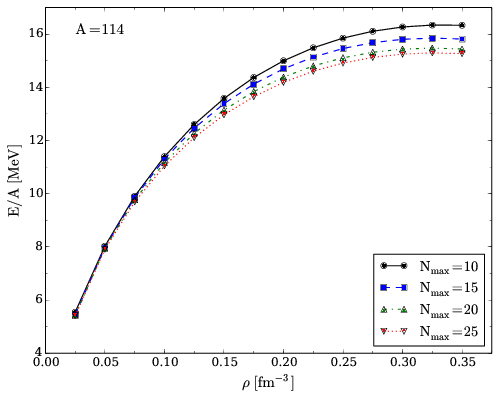 A=114
16
14
12
10
8
6
4
E/A [MeV]
N_max=10
N_max=15
N_max=20
N_max=25
0.00 0.05 0.10 0.15 0.20 0.25 0.30 0.35
ρ [fm⁻³]